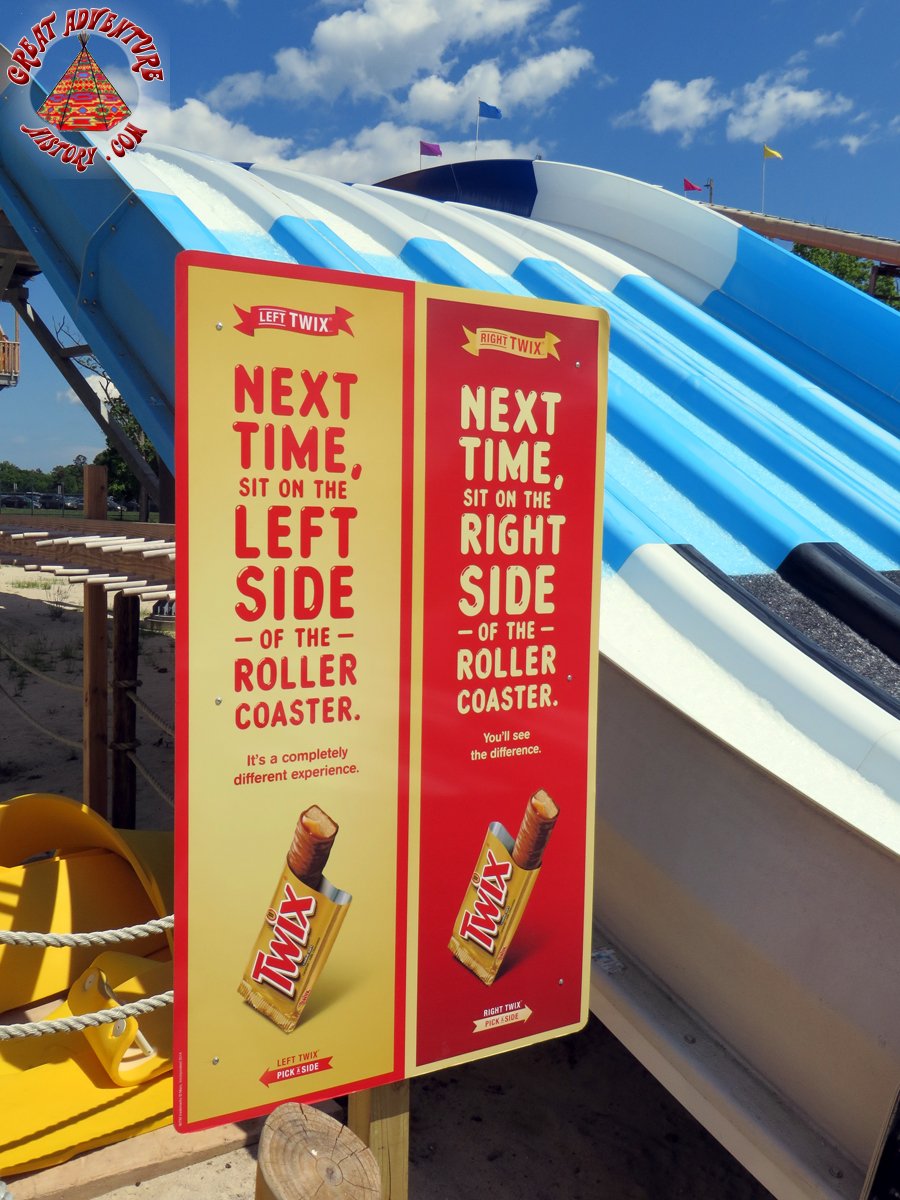 GREAT ADVENTURE
HISTORY.COM
LEFT TWIX
NEXT
TIME,
SIT ON THE
LEFT
SIDE
– OF THE –
ROLLER
COASTER.
It's a completely
different experience.
TWIX
LEFT TWIX
PICK A SIDE
RIGHT TWIX
NEXT
TIME,
SIT ON THE
RIGHT
SIDE
– OF THE –
ROLLER
COASTER.
You'll see
the difference.
TWIX
RIGHT TWIX
PICK A SIDE